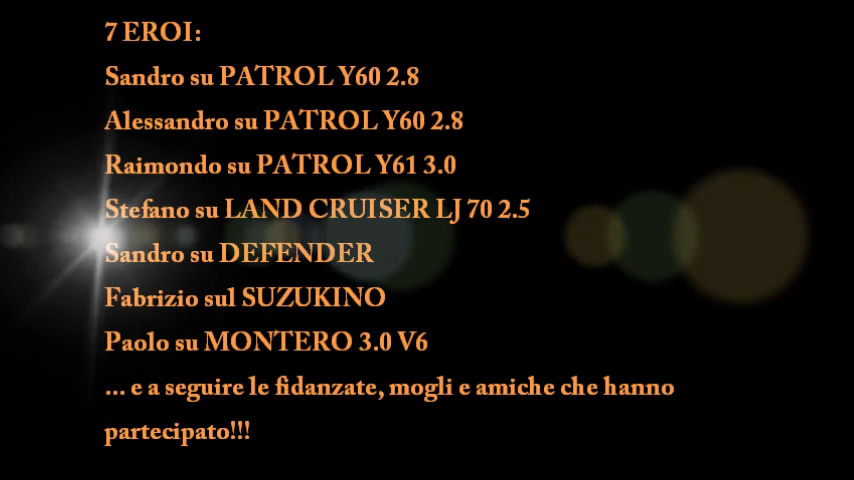 7 EROI:
Sandro su PATROL Y60 2.8
Alessandro su PATROL Y60 2.8
Raimondo su PATROL Y61 3.0
Stefano su LAND CRUISER LJ 70 2.5
Sandro su DEFENDER
Fabrizio sul SUZUKINO
Paolo su MONTERO 3.0 V6
... e a seguire le fidanzate, mogli e amiche che hanno
partecipato!!!